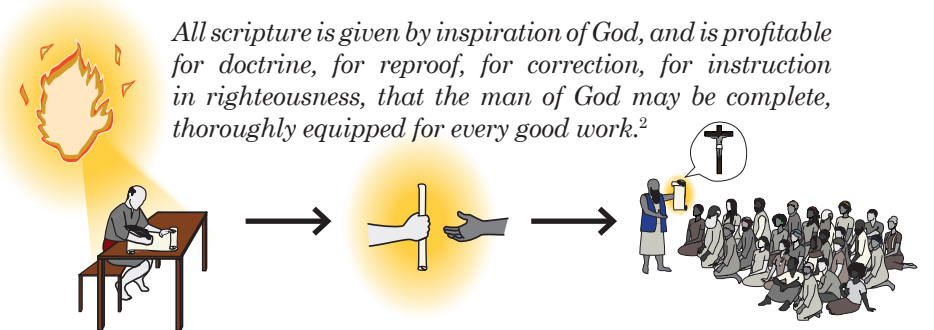 All scripture is given by inspiration of God, and is profitable
for doctrine, for reproof, for correction, for instruction
in righteousness, that the man of God may be complete,
thoroughly equipped for every good work.²